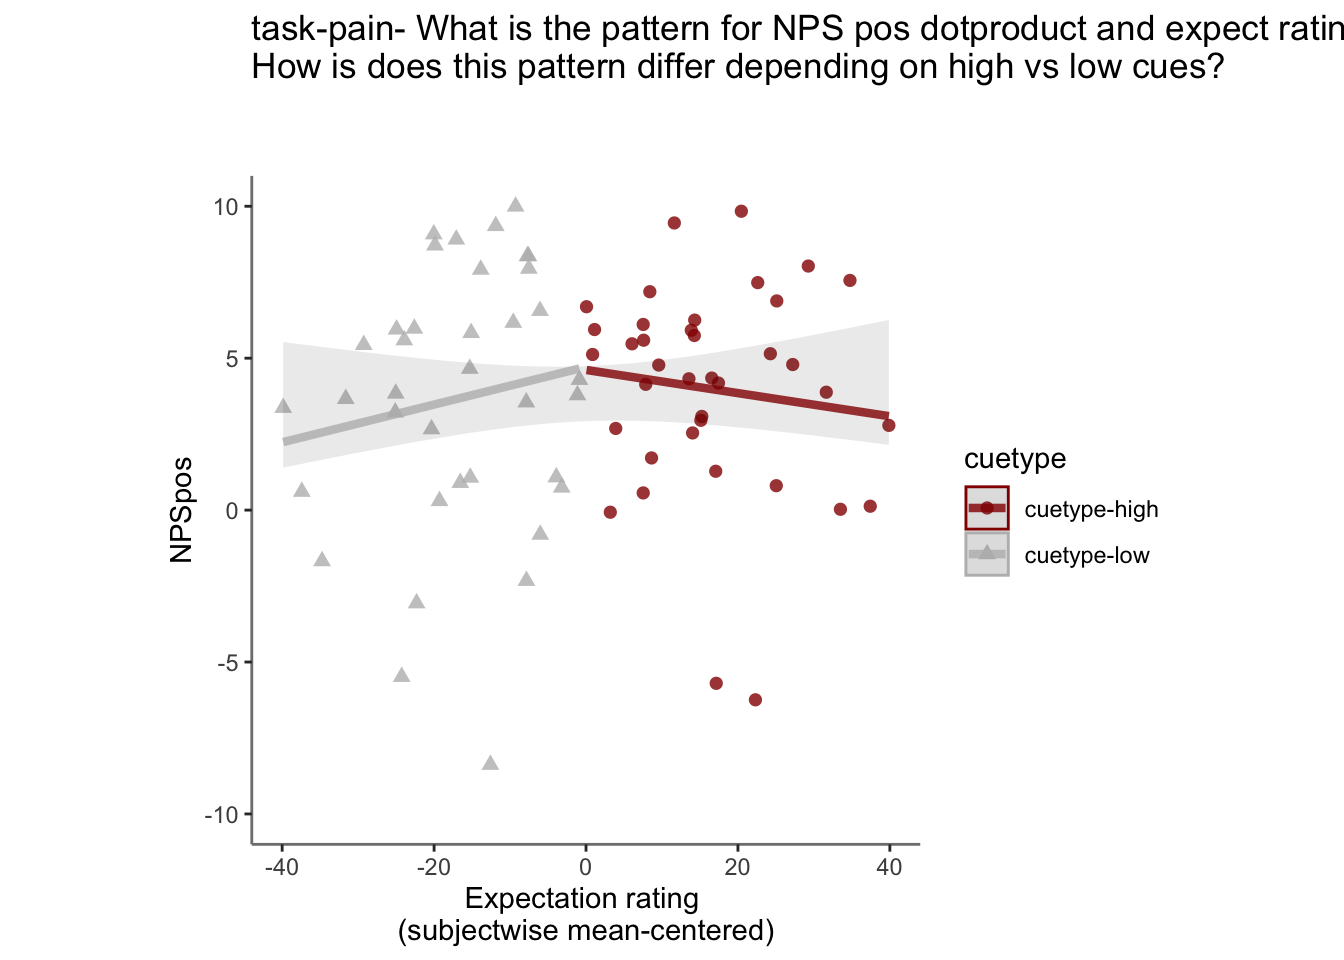 task-pain- What is the pattern for NPS pos dotproduct and expect ratin
How is does this pattern differ depending on high vs low cues?
10
5
0
-5
-10
NPSpos
-40
-20
0
20
40
Expectation rating
(subjectwise mean-centered)
cuetype
cuetype-high
cuetype-low